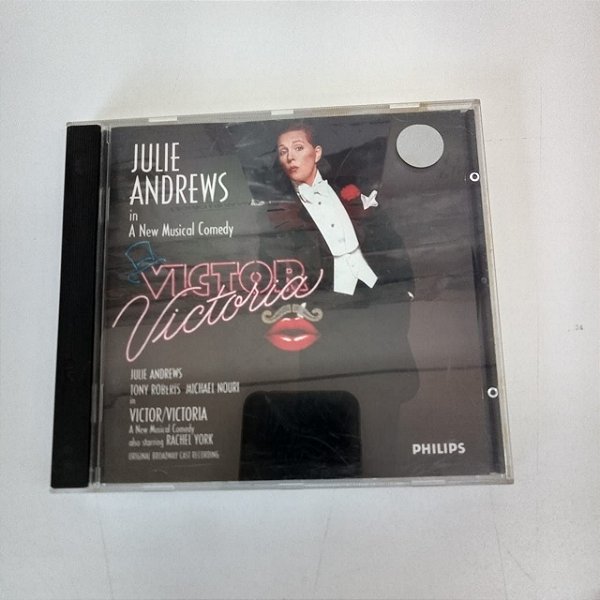 JULIE
ANDREWS
in
A New Musical Comedy
VICTOR
Victoria
JULIE ANDREWS
TONY ROBERTS MICHAEL NOURI
in
VICTOR/VICTORIA
A New Musical Comedy
also starring RACHEL YORK
ORIGINAL BROADWAY CAST RECORDING
PHILIPS